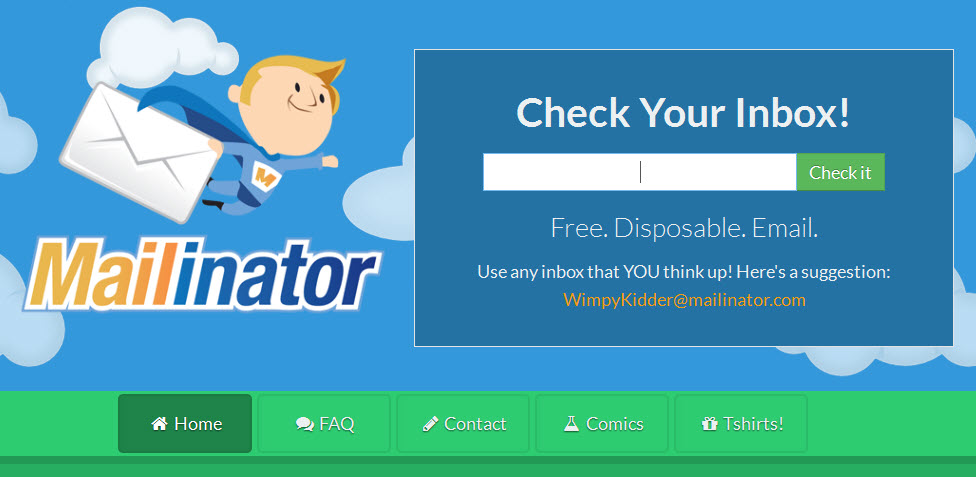 Check Your Inbox!
Check it
Free. Disposable. Email.
Use any inbox that YOU think up! Here's a suggestion:
WimpyKidder@mailinator.com
M
Mailinator
Home FAQ Contact Comics Tshirts!